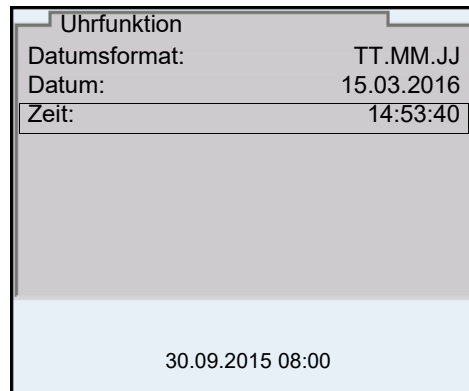 Uhrfunktion
Datumsformat: TT.MM.JJ
Datum: 15.03.2016
Zeit: 14:53:40
30.09.2015 08:00